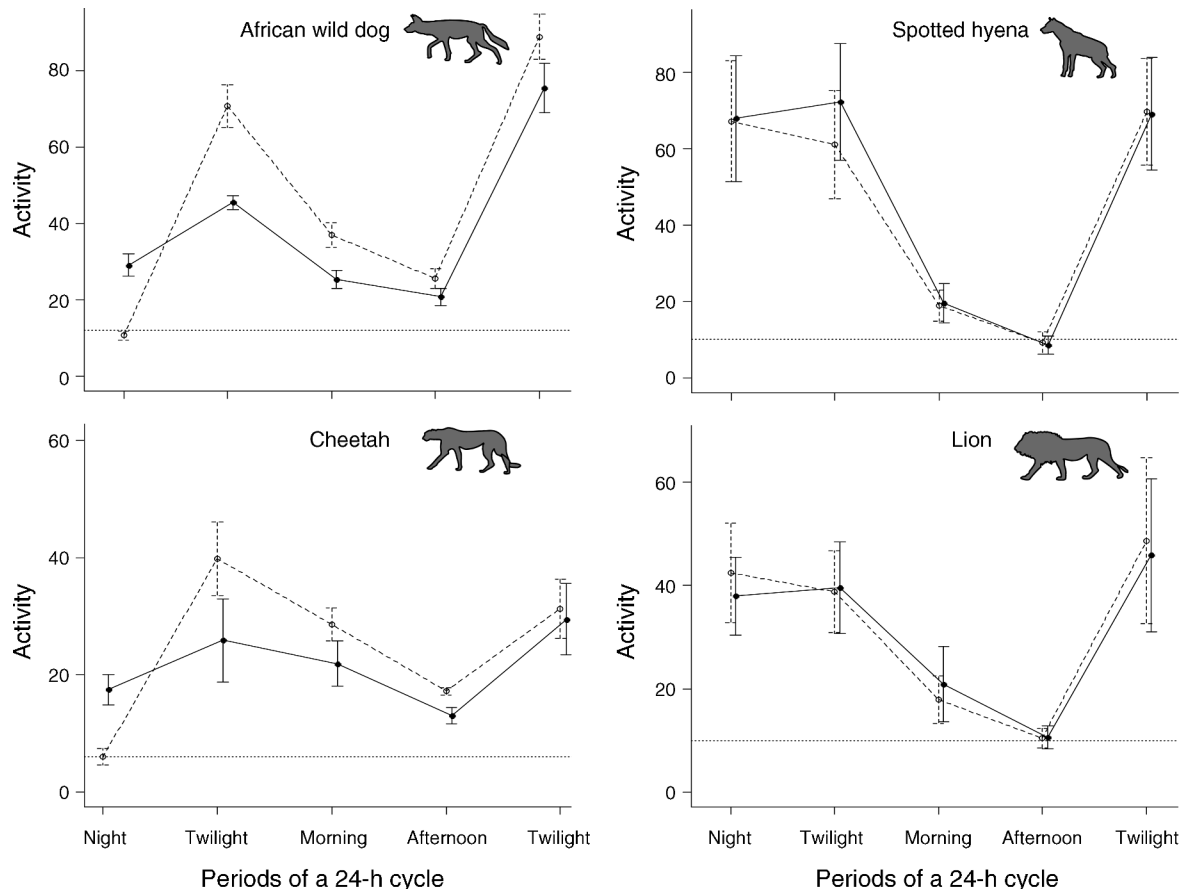 African wild dog
80
60
40
20
0
Activity
Spotted hyena
80
60
40
20
0
Activity
Cheetah
60
40
20
0
Activity
Night Twilight Morning Afternoon Twilight
Periods of a 24-h cycle
Lion
60
40
20
0
Activity
Night Twilight Morning Afternoon Twilight
Periods of a 24-h cycle